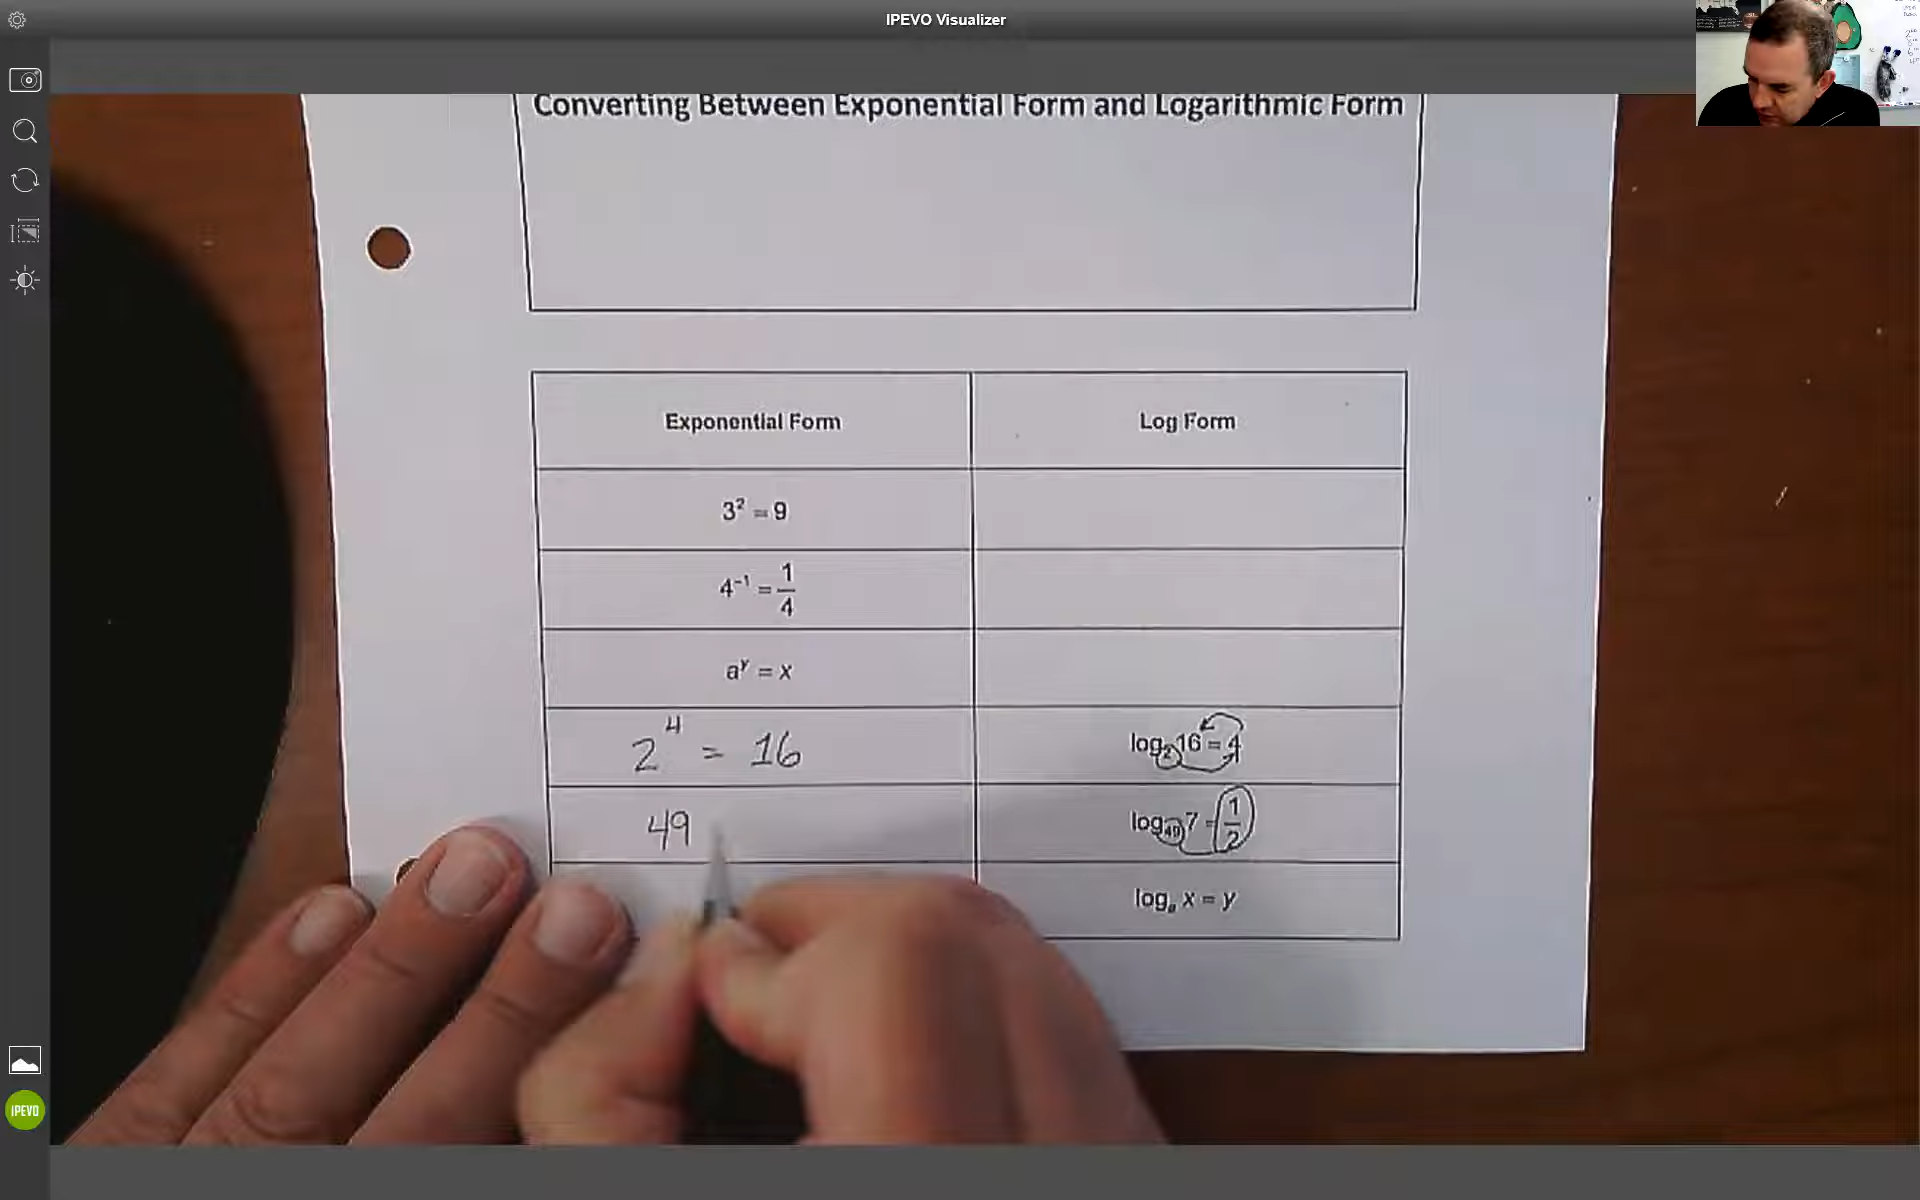 IPEVO Visualizer
Converting Between Exponential Form and Logarithmic Form
Exponential Form	Log Form
3² = 9
4⁻¹ = 1/4
aʸ = x
2⁴ = 16	log₂ 16 = 4
49	log₄₉ 7 = 1/2
logₐ x = y
IPEVO